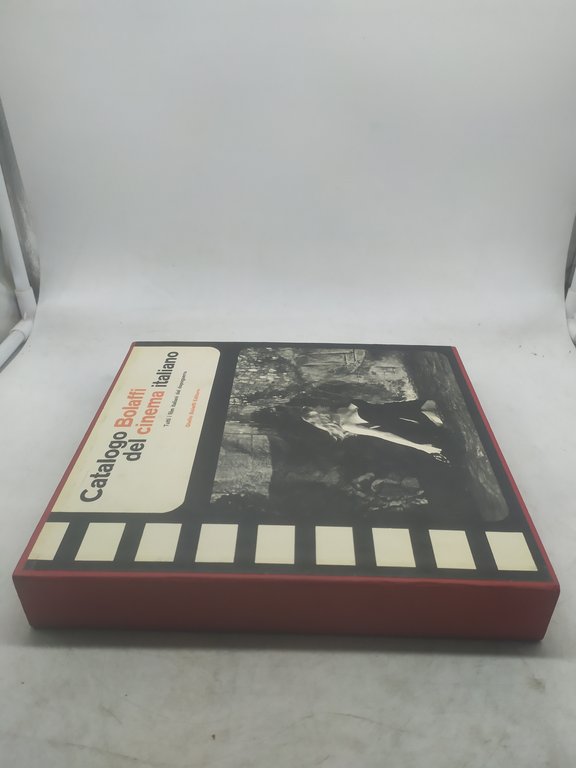 Catalogo Bolaffi
del cinema italiano
Tutti i film italiani del dopoguerra
Giulio Bolaffi Editore